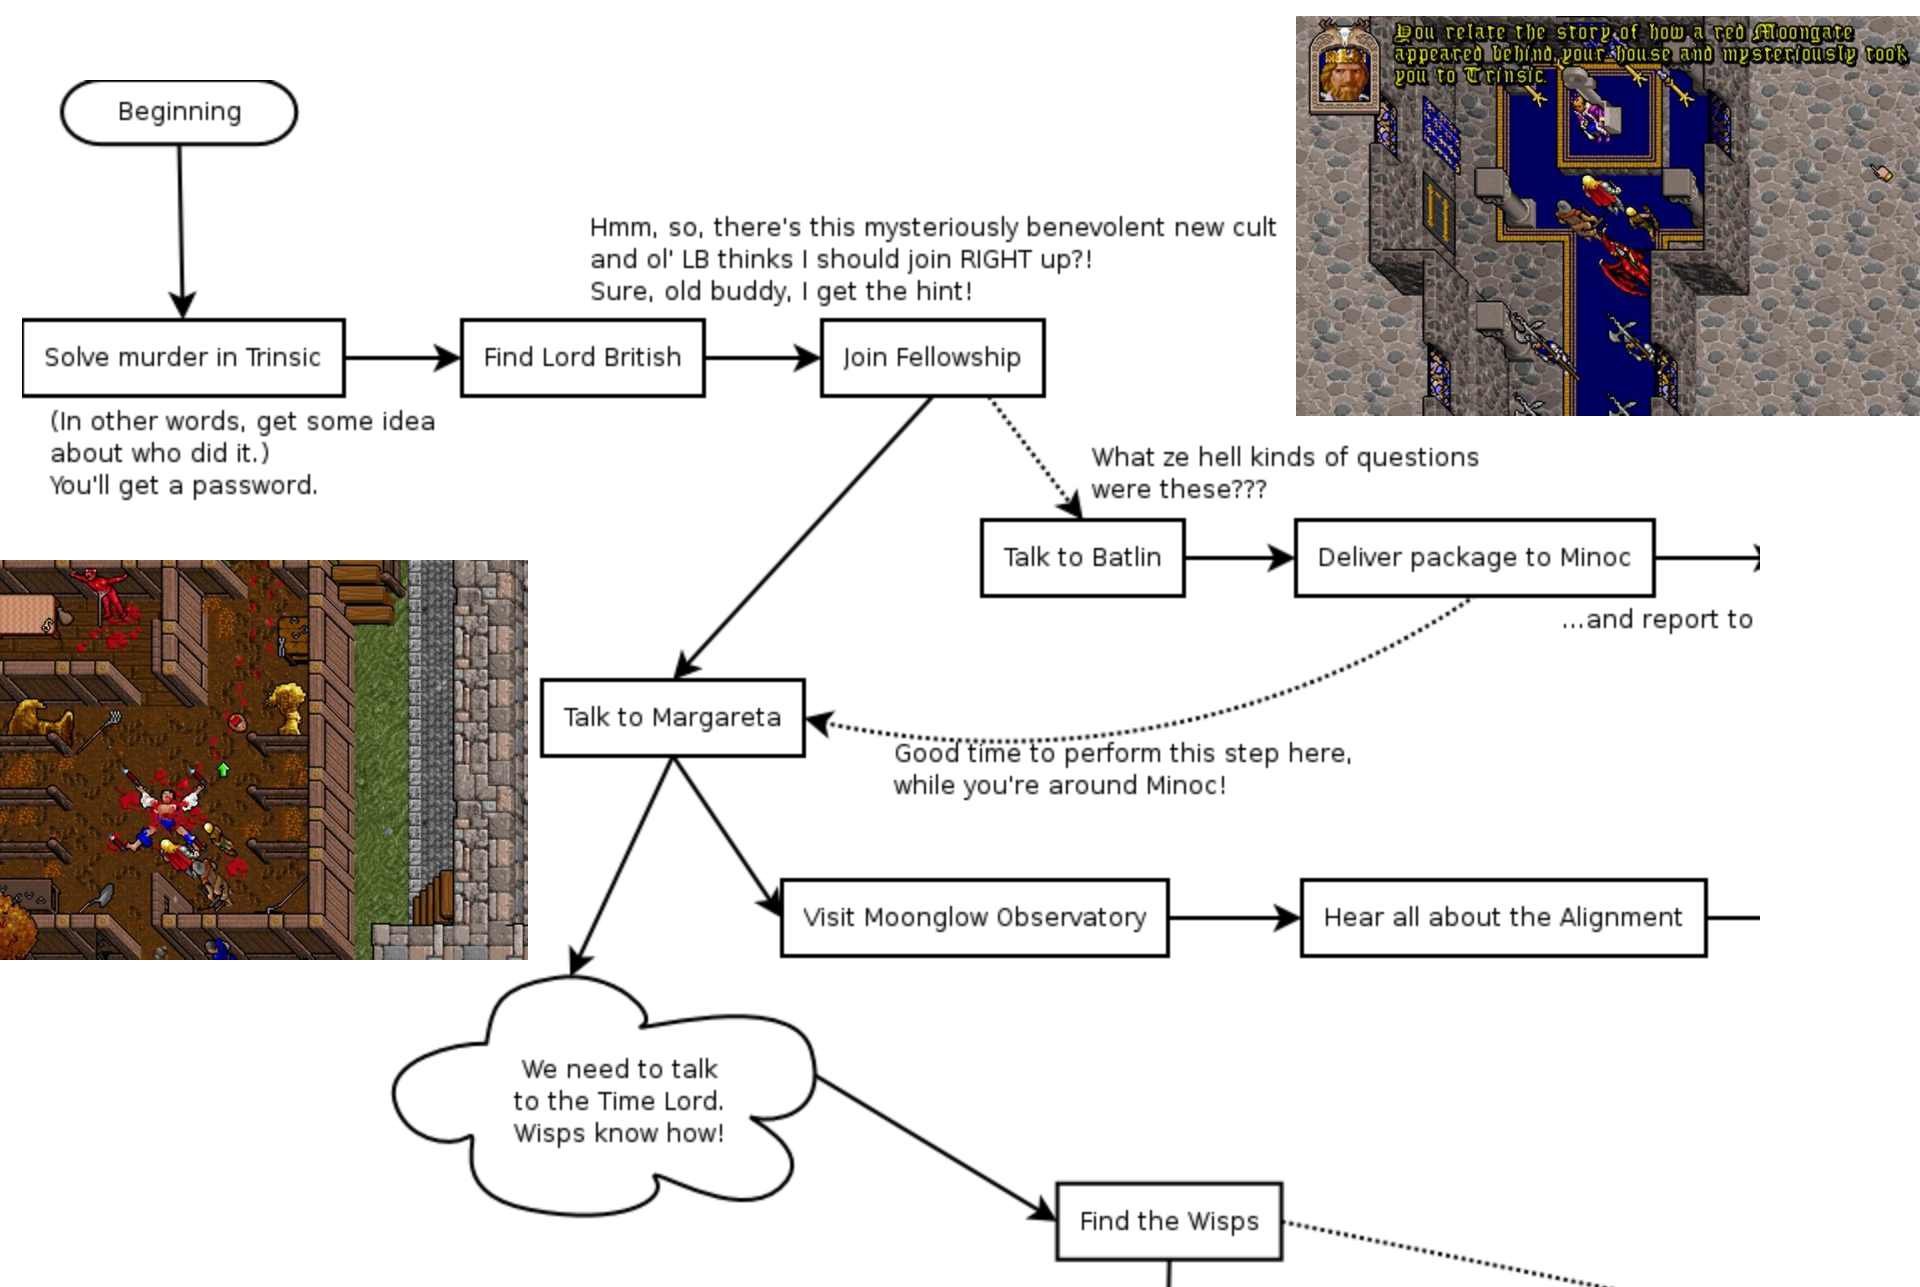 You relate the story of how a red Moongate
appeared behind your house and mysteriously took
you to Trinsic.
Beginning
Hmm, so, there's this mysteriously benevolent new cult
and ol' LB thinks I should join RIGHT up?!
Sure, old buddy, I get the hint!
Solve murder in Trinsic
Find Lord British
Join Fellowship
(In other words, get some idea
about who did it.)
You'll get a password.
What ze hell kinds of questions
were these???
Talk to Batlin
Deliver package to Minoc
...and report to
Talk to Margareta
Good time to perform this step here,
while you're around Minoc!
Visit Moonglow Observatory
Hear all about the Alignment
We need to talk
to the Time Lord.
Wisps know how!
Find the Wisps